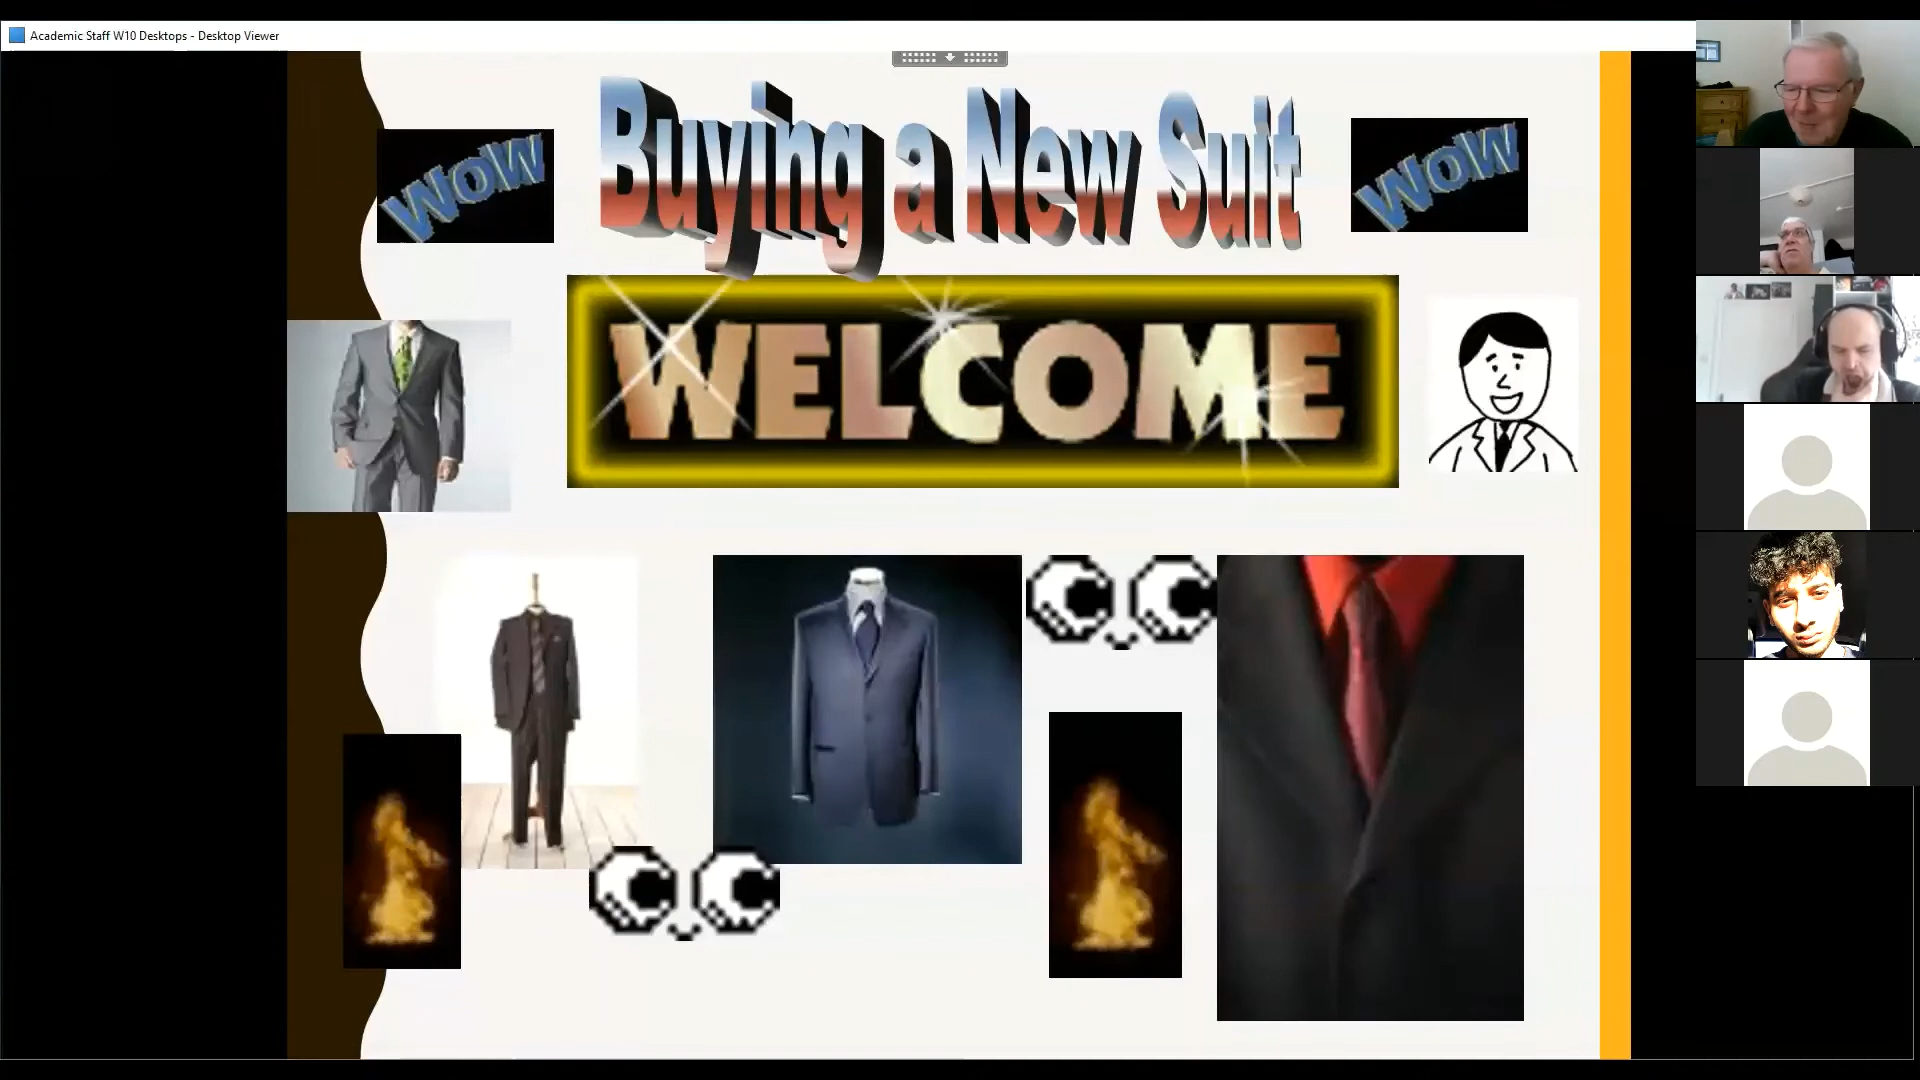 Academic Staff W10 Desktops - Desktop Viewer
Buying a New Suit
WOW
WOW
WELCOME